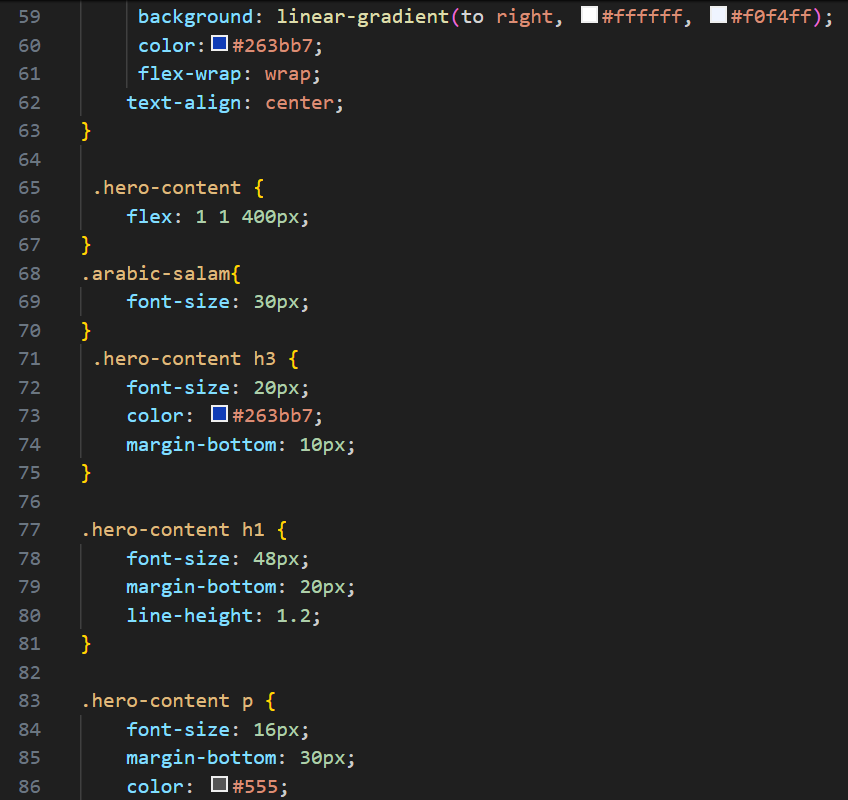 59 background: linear-gradient(to right, #ffffff, #f0f4ff);
60 color: #263bb7;
61 flex-wrap: wrap;
62 text-align: center;
63 }
64
65 .hero-content {
66 flex: 1 1 400px;
67 }
68 .arabic-salam{
69 font-size: 30px;
70 }
71 .hero-content h3 {
72 font-size: 20px;
73 color: #263bb7;
74 margin-bottom: 10px;
75 }
76
77 .hero-content h1 {
78 font-size: 48px;
79 margin-bottom: 20px;
80 line-height: 1.2;
81 }
82
83 .hero-content p {
84 font-size: 16px;
85 margin-bottom: 30px;
86 color: #555;